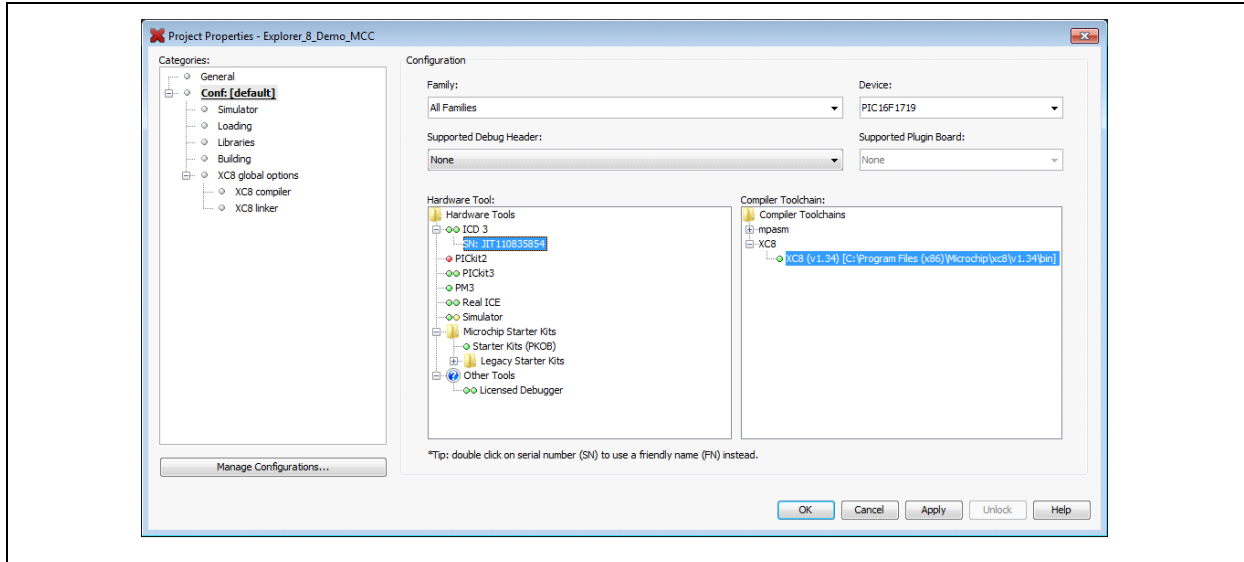 Project Properties - Explorer_8_Demo_MCC
Categories:
General
Conf: [default]
Simulator
Loading
Libraries
Building
XC8 global options
XC8 compiler
XC8 linker
Manage Configurations...
Configuration
Family:
Device:
All Families
PIC16F1719
Supported Debug Header:
Supported Plugin Board:
None
None
Hardware Tool:
Hardware Tools
ICD 3
SN: JIT110835854
PICkit2
PICkit3
PM3
Real ICE
Simulator
Microchip Starter Kits
Starter Kits (PKOB)
Legacy Starter Kits
Other Tools
Licensed Debugger
Compiler Toolchain:
Compiler Toolchains
mpasm
XC8
XC8 (v1.34) [C:\Program Files (x86)\Microchip\xc8\v1.34\bin]
*Tip: double click on serial number (SN) to use a friendly name (FN) instead.
OK Cancel Apply Unlock Help